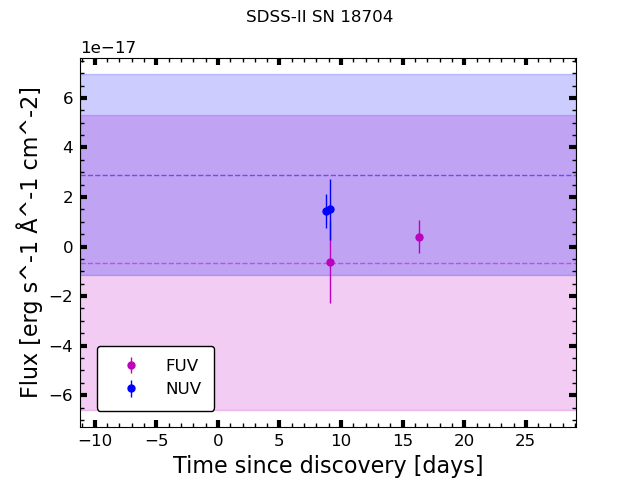 SDSS-II SN 18704
1e−17
6
4
2
0
−2
−4
−6
Flux [erg s^-1 Å^-1 cm^-2]
FUV
NUV
−10 −5 0 5 10 15 20 25
Time since discovery [days]